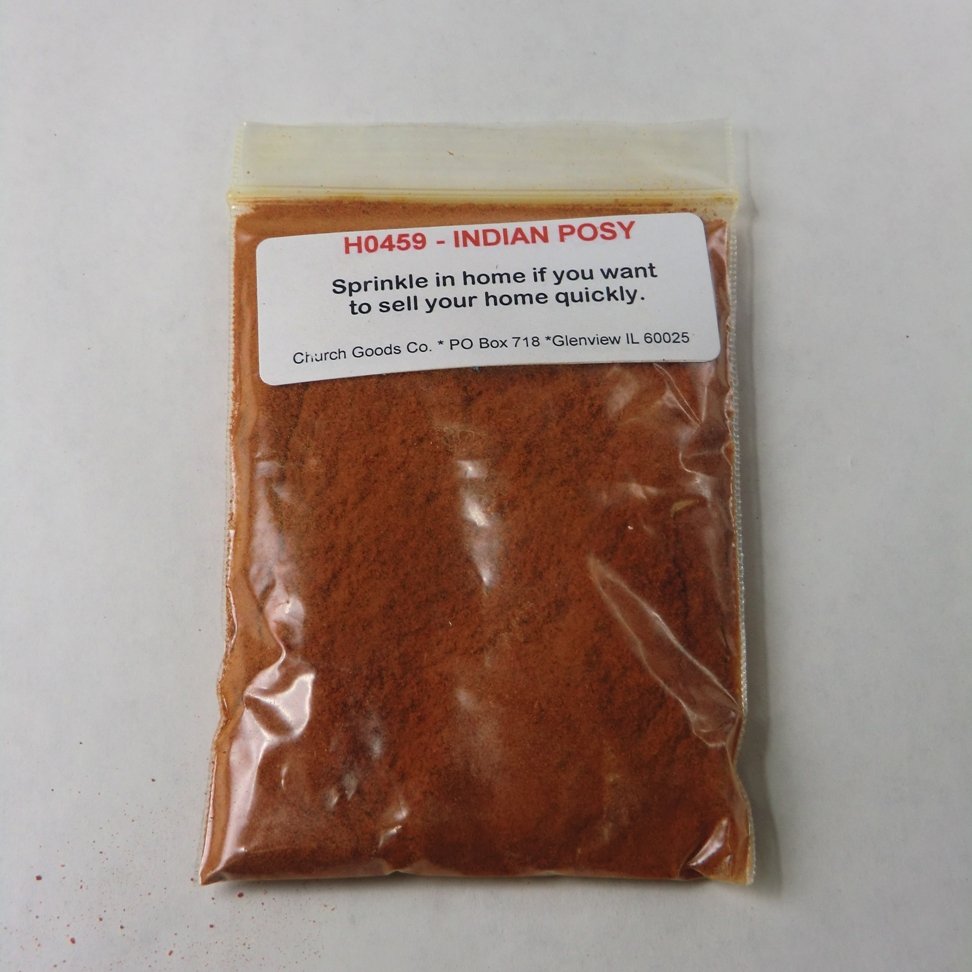 H0459 - INDIAN POSY
Sprinkle in home if you want
to sell your home quickly.
Church Goods Co. * PO Box 718 *Glenview IL 60025